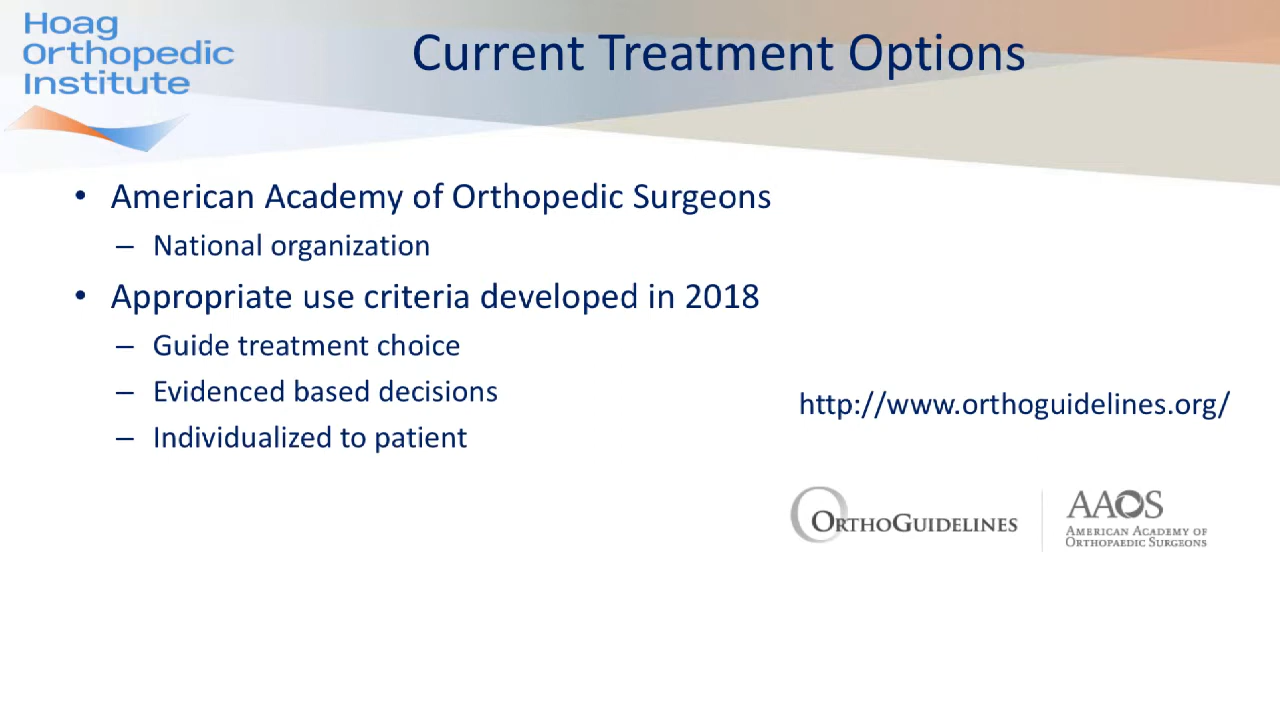 Hoag
Orthopedic
Institute
Current Treatment Options
• American Academy of Orthopedic Surgeons
– National organization
• Appropriate use criteria developed in 2018
– Guide treatment choice
– Evidenced based decisions
– Individualized to patient
http://www.orthoguidelines.org/
ORTHOGUIDELINES
AAOS
AMERICAN ACADEMY OF
ORTHOPAEDIC SURGEONS